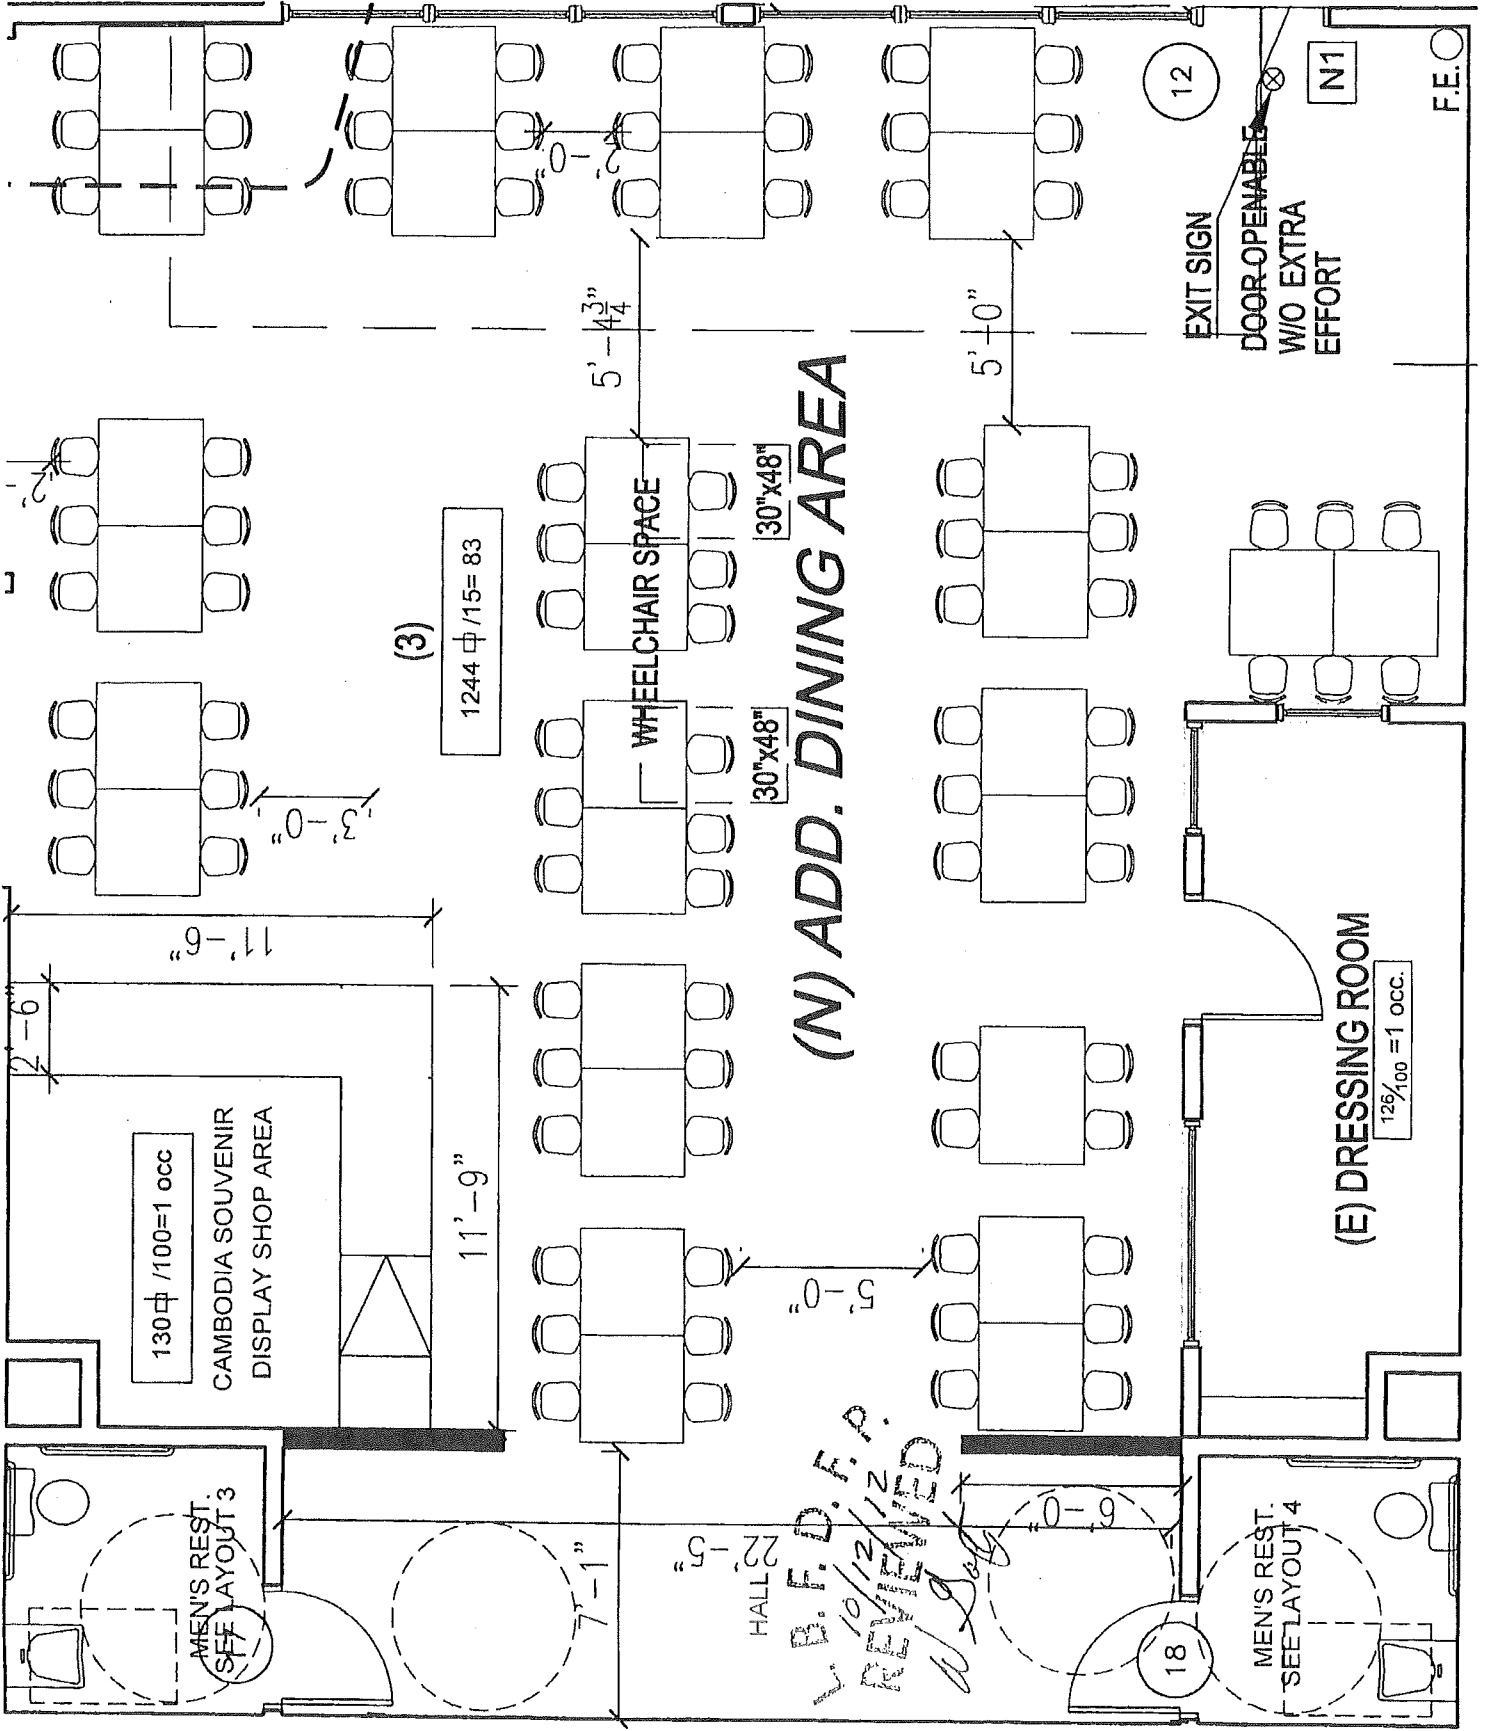 MEN'S REST.
SEE LAYOUT 3
7'-1"
22'-5"
HALL
L. B. F. D. F. P.
10/12/12
REVIEWED
6'-0"
18
MEN'S REST.
SEE LAYOUT 4
130 /100=1 occ
CAMBODIA SOUVENIR
DISPLAY SHOP AREA
2'-6"
11'-6"
11'-9"
5'-0"
(E) DRESSING ROOM
126/100 =1 occ.
3'-0"
(3)
1244 /15= 83
WHEELCHAIR SPACE
30"x48"
30"x48"
(N) ADD. DINING AREA
5'-4 3/4"
5'-0"
2'-0"
2'-
EXIT SIGN
DOOR OPENABLE
W/O EXTRA
EFFORT
12
N1
F.E.